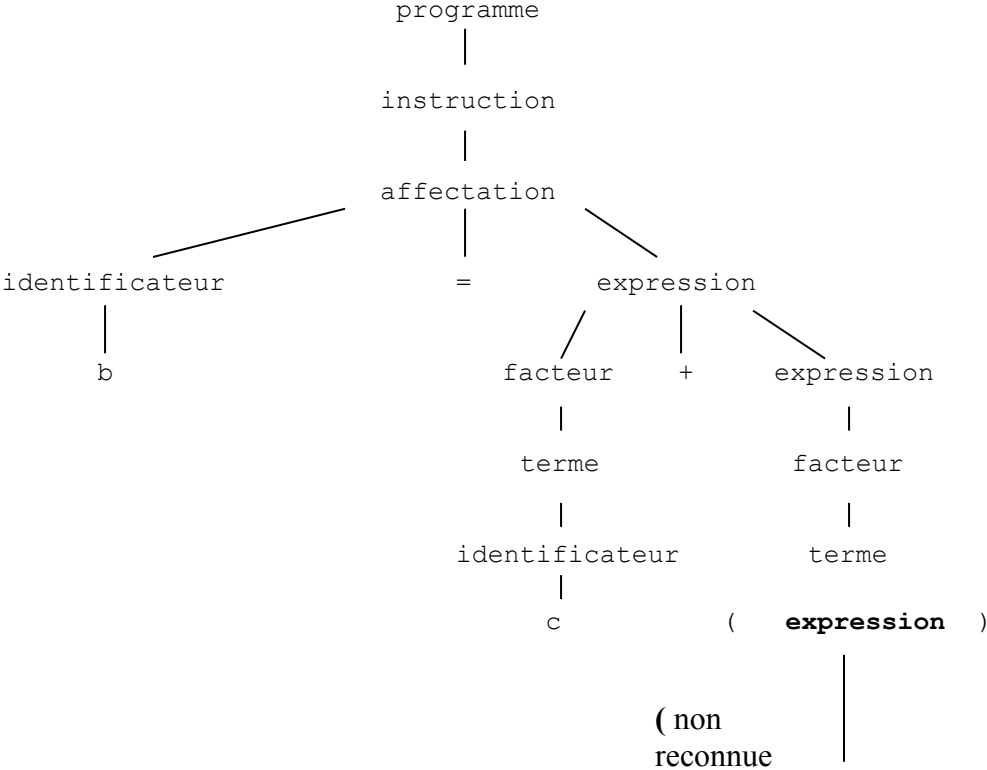 programme
instruction
affectation
identificateur = expression
b facteur + expression
terme facteur
identificateur terme
c ( expression )
( non
reconnue